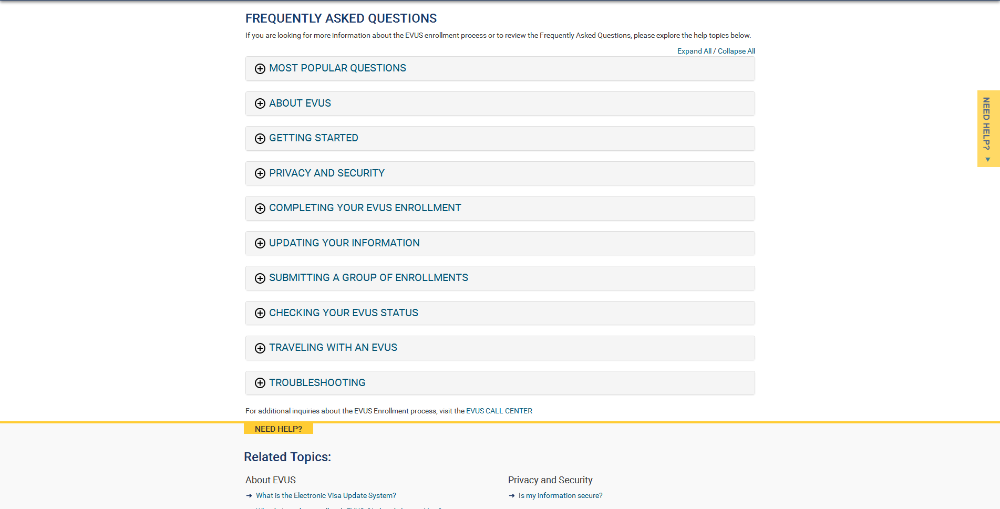 FREQUENTLY ASKED QUESTIONS
If you are looking for more information about the EVUS enrollment process or to review the Frequently Asked Questions, please explore the help topics below.
Expand All / Collapse All
MOST POPULAR QUESTIONS
ABOUT EVUS
GETTING STARTED
PRIVACY AND SECURITY
COMPLETING YOUR EVUS ENROLLMENT
UPDATING YOUR INFORMATION
SUBMITTING A GROUP OF ENROLLMENTS
CHECKING YOUR EVUS STATUS
TRAVELING WITH AN EVUS
TROUBLESHOOTING
For additional inquiries about the EVUS Enrollment process, visit the EVUS CALL CENTER
NEED HELP?
NEED HELP?
Related Topics:
About EVUS
What is the Electronic Visa Update System?
Privacy and Security
Is my information secure?